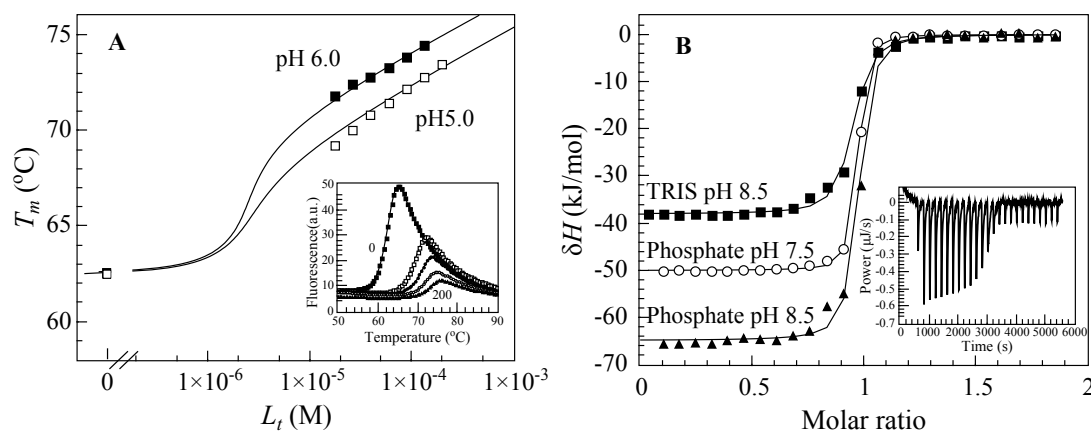 A
75
70
65
60
T_m (°C)
pH 6.0
pH5.0
0
1×10⁻⁶
1×10⁻⁵
1×10⁻⁴
1×10⁻³
L_t (M)
50
40
30
20
10
0
Fluorescence(a.u.)
0
200
50 60 70 80 90
Temperature (°C)
B
0
-10
-20
-30
-40
-50
-60
-70
δH (kJ/mol)
TRIS pH 8.5
Phosphate pH 7.5
Phosphate pH 8.5
0 0.5 1 1.5 2
Molar ratio
0.1
0
-0.1
-0.2
-0.3
-0.4
-0.5
-0.6
-0.7
Power (μJ/s)
0 1000 2000 3000 4000 5000 6000
Time (s)